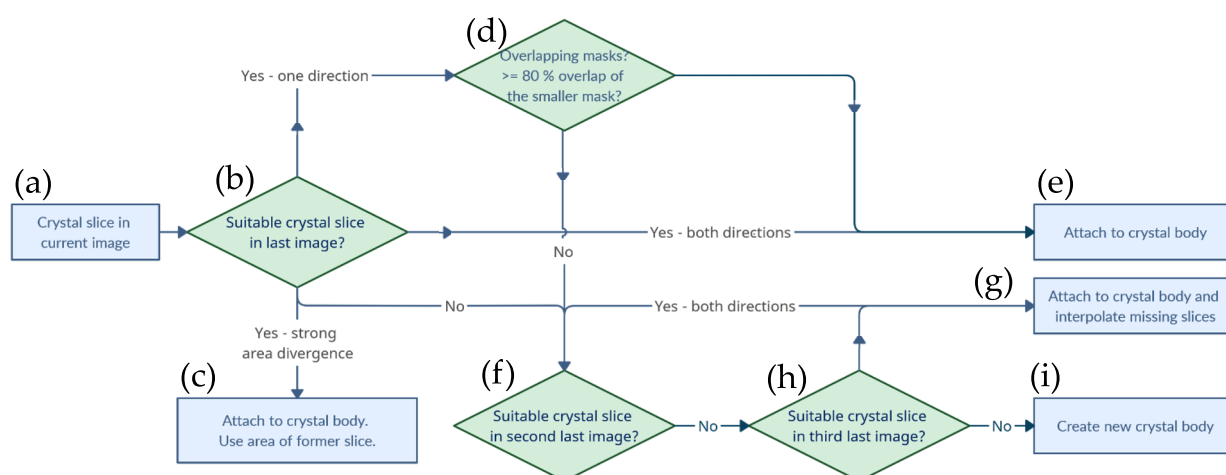 (d)
Overlapping masks?
>= 80 % overlap of
the smaller mask?
Yes - one direction
(a)
Crystal slice in
current image
(b)
Suitable crystal slice
in last image?
Yes - both directions
(e)
Attach to crystal body
No
No
Yes - both directions
(g)
Attach to crystal body and
interpolate missing slices
Yes - strong
area divergence
(c)
Attach to crystal body.
Use area of former slice.
(f)
Suitable crystal slice
in second last image?
No
(h)
Suitable crystal slice
in third last image?
No
(i)
Create new crystal body